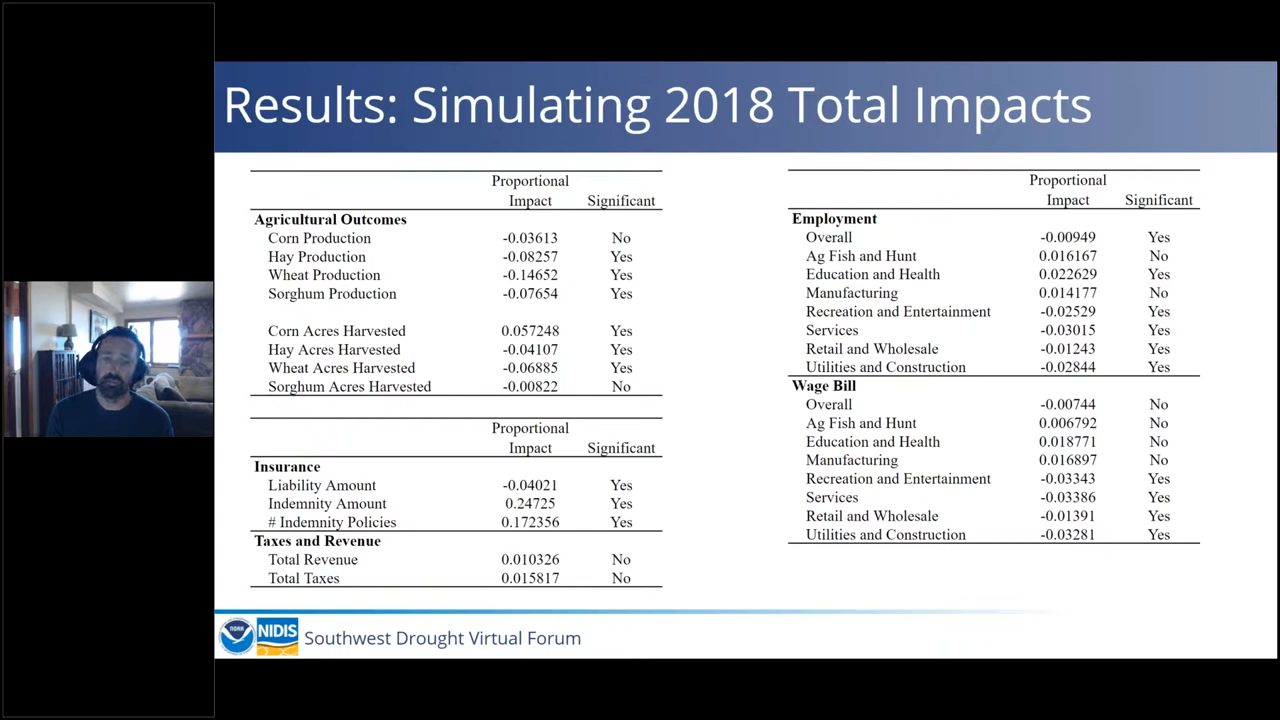 Results: Simulating 2018 Total Impacts
Proportional
Impact Significant
Agricultural Outcomes
Corn Production -0.03613 No
Hay Production -0.08257 Yes
Wheat Production -0.14652 Yes
Sorghum Production -0.07654 Yes
Corn Acres Harvested 0.057248 Yes
Hay Acres Harvested -0.04107 Yes
Wheat Acres Harvested -0.06885 Yes
Sorghum Acres Harvested -0.00822 No
Proportional
Impact Significant
Insurance
Liability Amount -0.04021 Yes
Indemnity Amount 0.24725 Yes
# Indemnity Policies 0.172356 Yes
Taxes and Revenue
Total Revenue 0.010326 No
Total Taxes 0.015817 No
Proportional
Impact Significant
Employment
Overall -0.00949 Yes
Ag Fish and Hunt 0.016167 No
Education and Health 0.022629 Yes
Manufacturing 0.014177 No
Recreation and Entertainment -0.02529 Yes
Services -0.03015 Yes
Retail and Wholesale -0.01243 Yes
Utilities and Construction -0.02844 Yes
Wage Bill
Overall -0.00744 No
Ag Fish and Hunt 0.006792 No
Education and Health 0.018771 No
Manufacturing 0.016897 No
Recreation and Entertainment -0.03343 Yes
Services -0.03386 Yes
Retail and Wholesale -0.01391 Yes
Utilities and Construction -0.03281 Yes
NOAA NIDIS Southwest Drought Virtual Forum